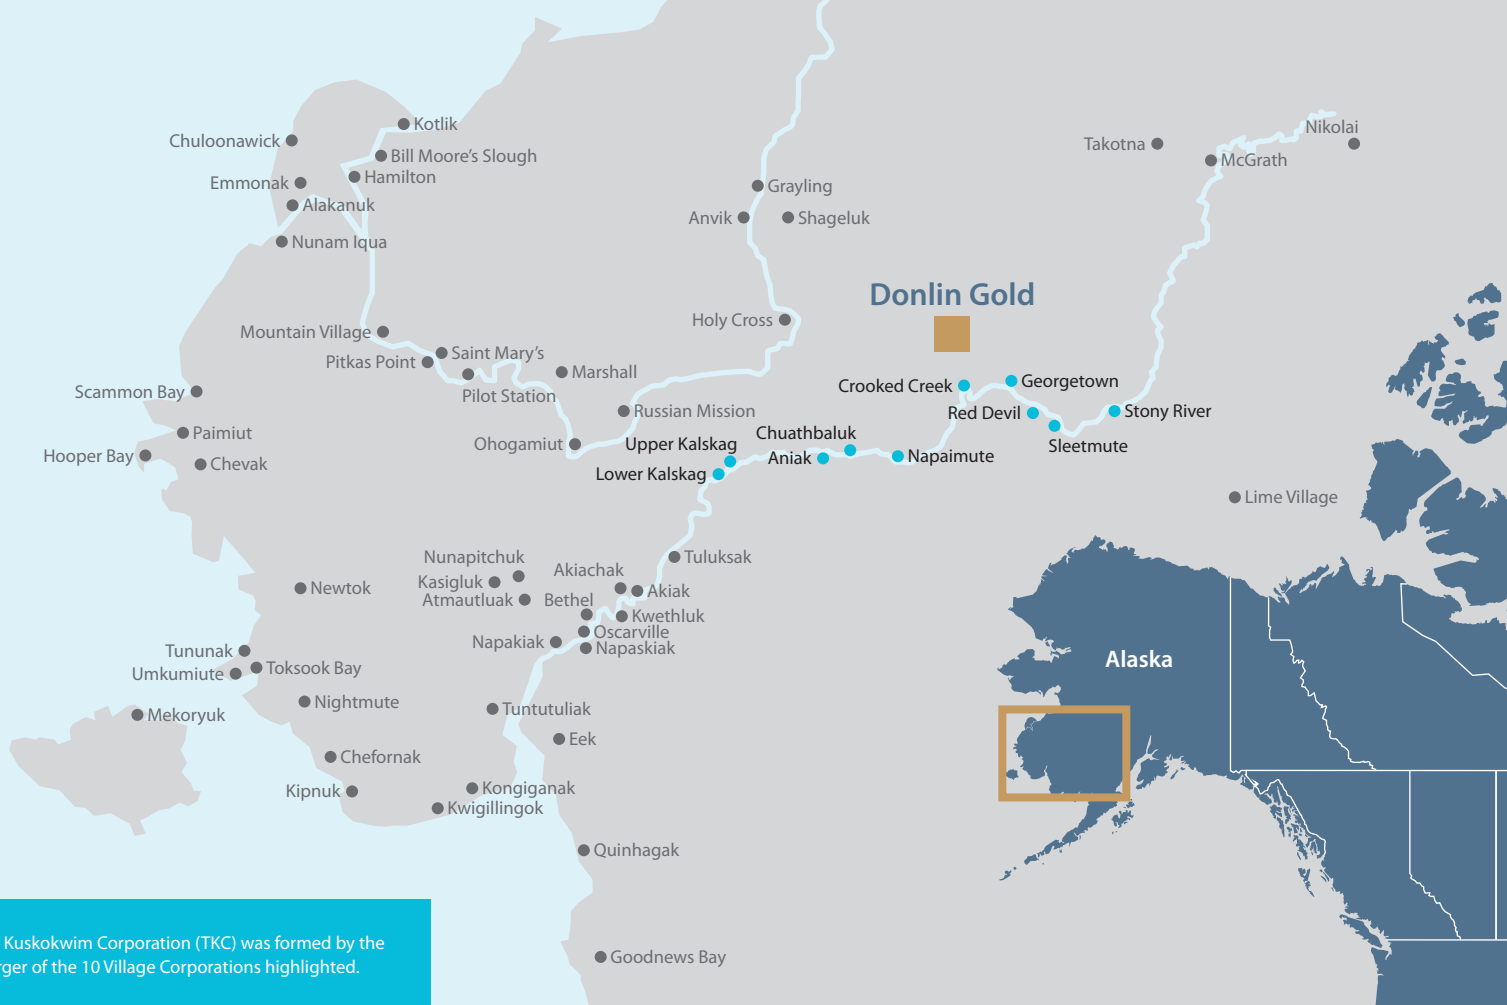 Kotlik
Nikolai
Chuloonawick
Takotna
Bill Moore's Slough
McGrath
Hamilton
Emmonak
Grayling
Alakanuk
Anvik
Shageluk
Nunam Iqua
Donlin Gold
Holy Cross
Mountain Village
Saint Mary's
Pitkas Point
Marshall
Georgetown
Crooked Creek
Scammon Bay
Pilot Station
Russian Mission
Red Devil
Stony River
Paimiut
Chuathbaluk
Ohogamiut
Upper Kalskag
Sleetmute
Hooper Bay
Napaimute
Aniak
Chevak
Lower Kalskag
Lime Village
Nunapitchuk
Tuluksak
Akiachak
Kasigluk
Newtok
Akiak
Atmautluak
Bethel
Kwethluk
Oscarville
Napakiak
Napaskiak
Tununak
Alaska
Toksook Bay
Umkumiute
Nightmute
Tuntutuliak
Mekoryuk
Eek
Chefornak
Kongiganak
Kipnuk
Kwigillingok
Quinhagak
Kuskokwim Corporation (TKC) was formed by the
rger of the 10 Village Corporations highlighted.
Goodnews Bay